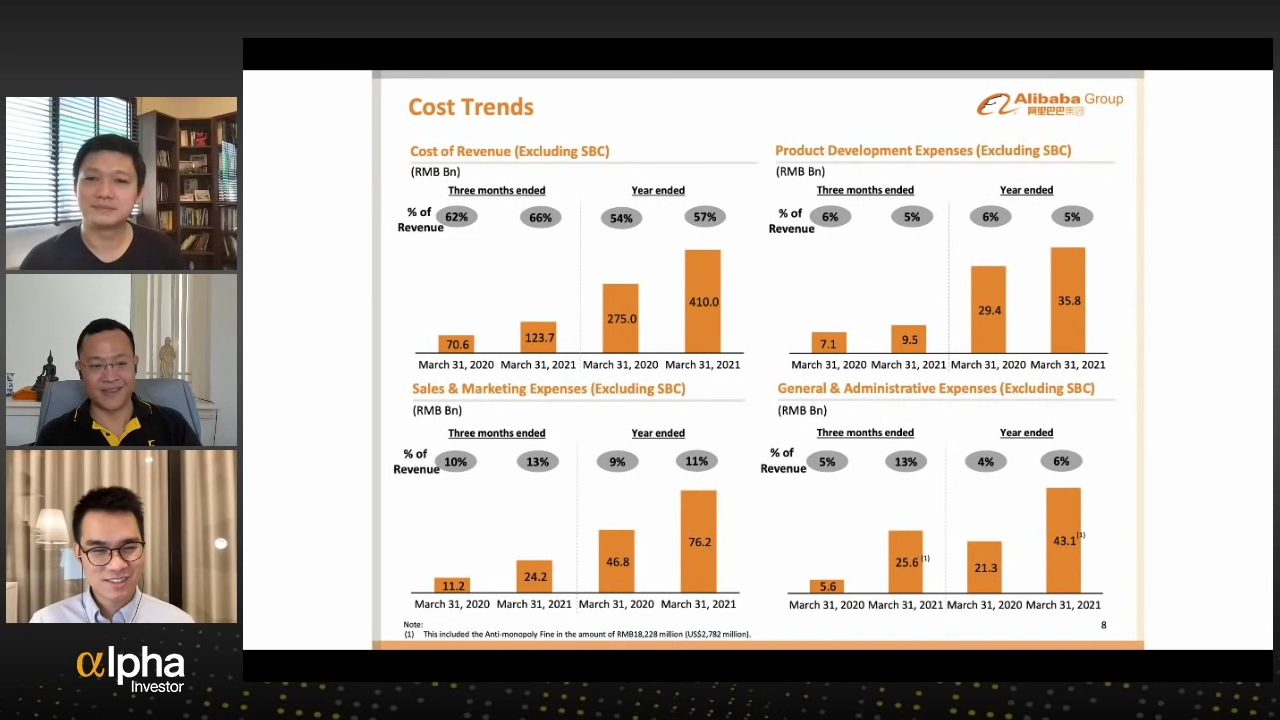 Cost Trends
Alibaba Group
阿里巴巴集团
Cost of Revenue (Excluding SBC)
(RMB Bn)
Three months ended
Year ended
% of
Revenue
62%
66%
54%
57%
70.6
123.7
275.0
410.0
March 31, 2020
March 31, 2021
March 31, 2020
March 31, 2021
Product Development Expenses (Excluding SBC)
(RMB Bn)
Three months ended
Year ended
% of
Revenue
6%
5%
6%
5%
7.1
9.5
29.4
35.8
March 31, 2020
March 31, 2021
March 31, 2020
March 31, 2021
Sales & Marketing Expenses (Excluding SBC)
(RMB Bn)
Three months ended
Year ended
% of
Revenue
10%
13%
9%
11%
11.2
24.2
46.8
76.2
March 31, 2020
March 31, 2021
March 31, 2020
March 31, 2021
General & Administrative Expenses (Excluding SBC)
(RMB Bn)
Three months ended
Year ended
% of
Revenue
5%
13%
4%
6%
5.6
25.6 (1)
21.3
43.1 (1)
March 31, 2020
March 31, 2021
March 31, 2020
March 31, 2021
Note:
(1) This included the Anti-monopoly Fine in the amount of RMB18,228 million (US$2,782 million).
8
αlpha
Investor